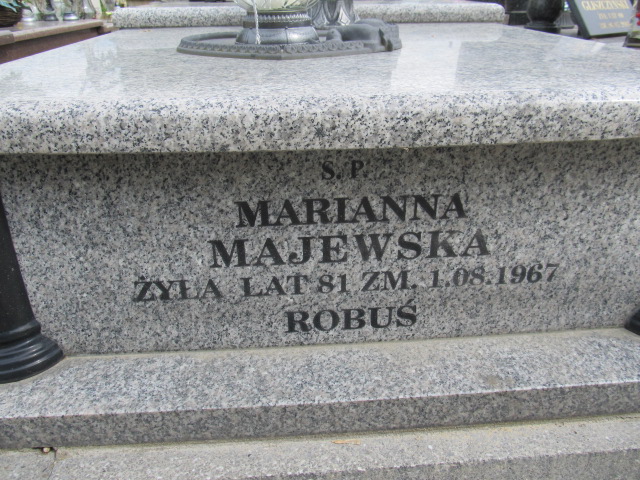 Ś. P.
MARIANNA
MAJEWSKA
ŻYŁA LAT 81 ZM. 1.08.1967
ROBUŚ